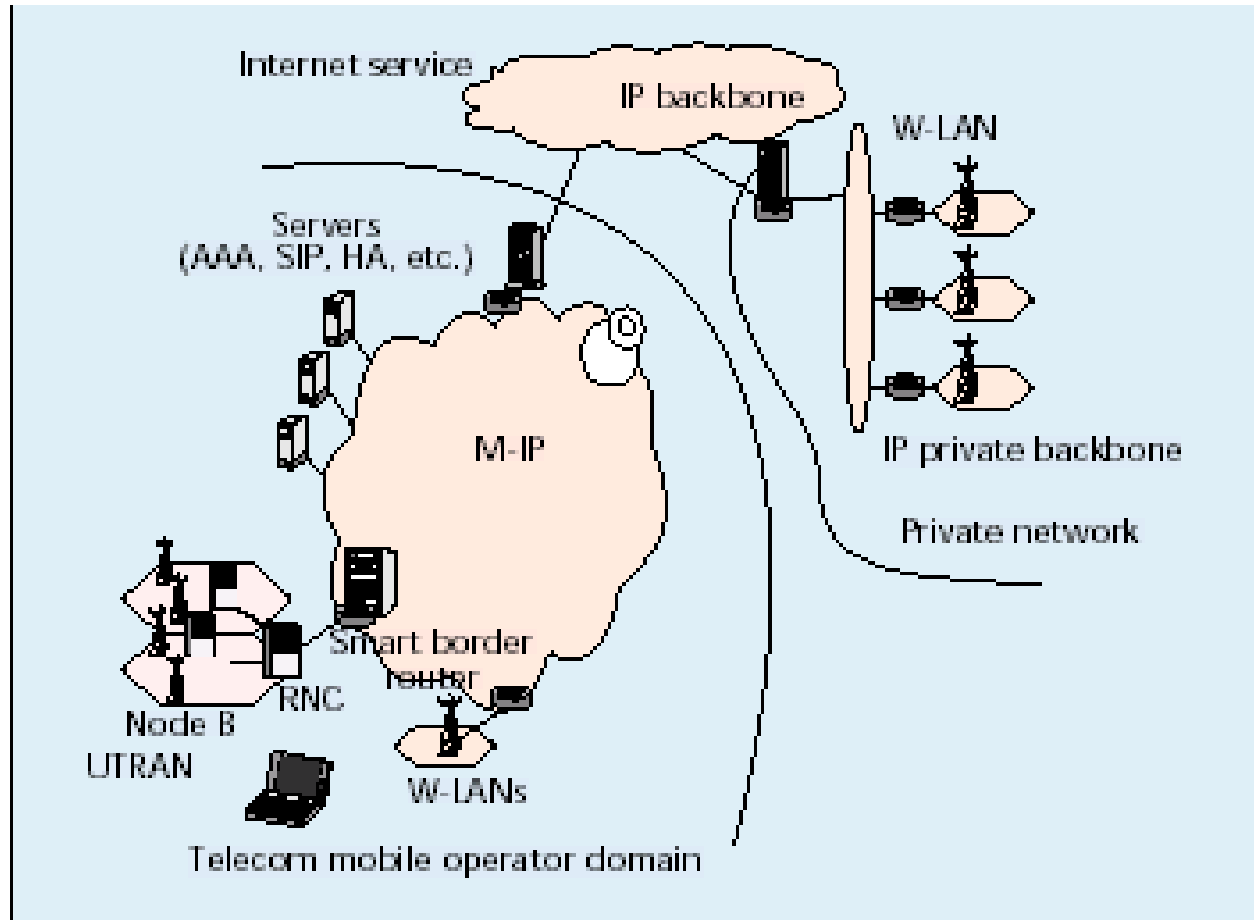 Internet service
IP backbone
W-LAN
Servers
(AAA, SIP, HA, etc.)
M-IP
IP private backbone
Private network
Smart border
router
RNC
Node B
UTRAN
W-LANs
Telecom mobile operator domain